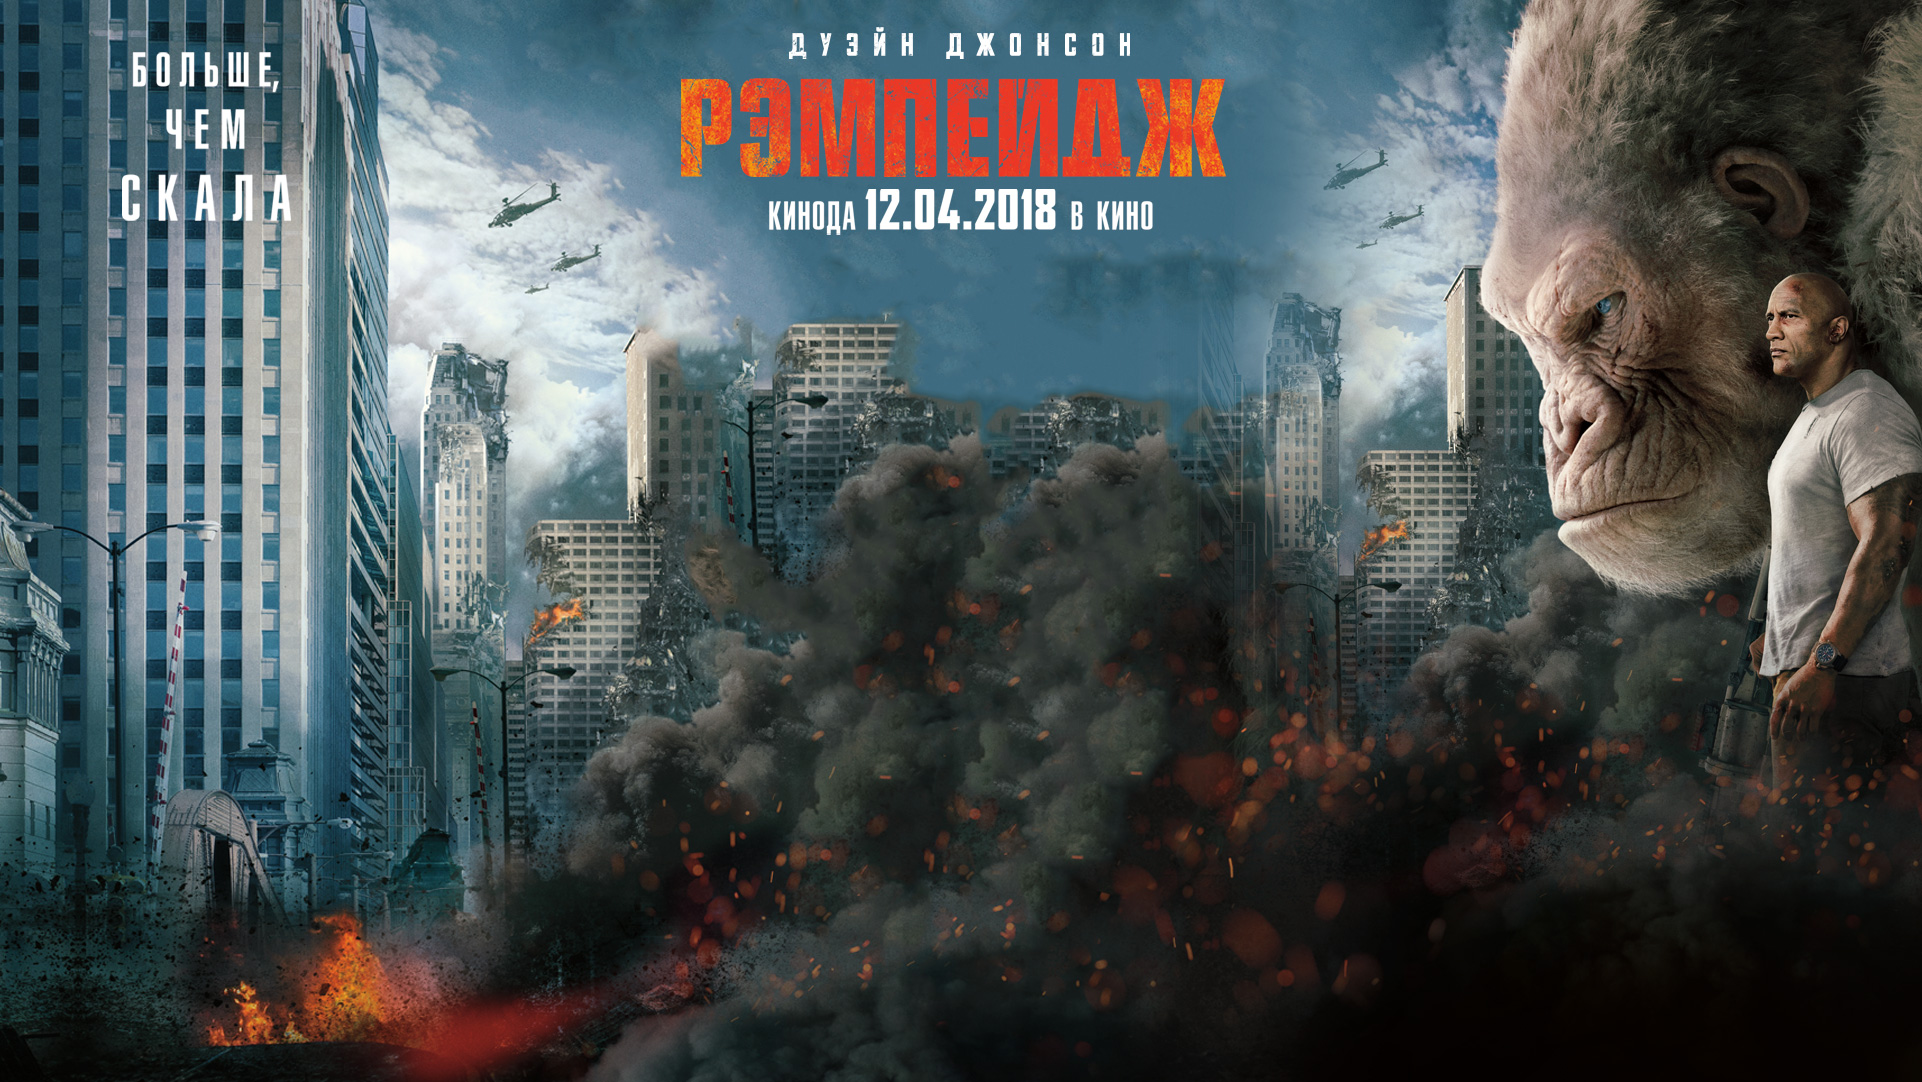 БОЛЬШЕ,
ЧЕМ
СКАЛА
ДУЭЙН ДЖОНСОН
РЭМПЕЙДЖ
КИНОДА 12.04.2018 В КИНО